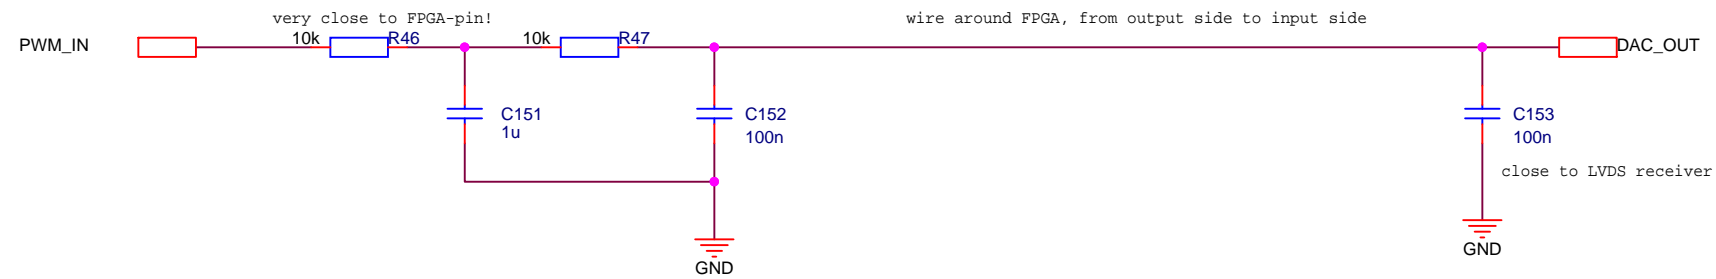 very close to FPGA-pin!
wire around FPGA, from output side to input side
PWM_IN
10k
R46
10k
R47
DAC_OUT
C151
1u
C152
100n
C153
100n
close to LVDS receiver
GND
GND